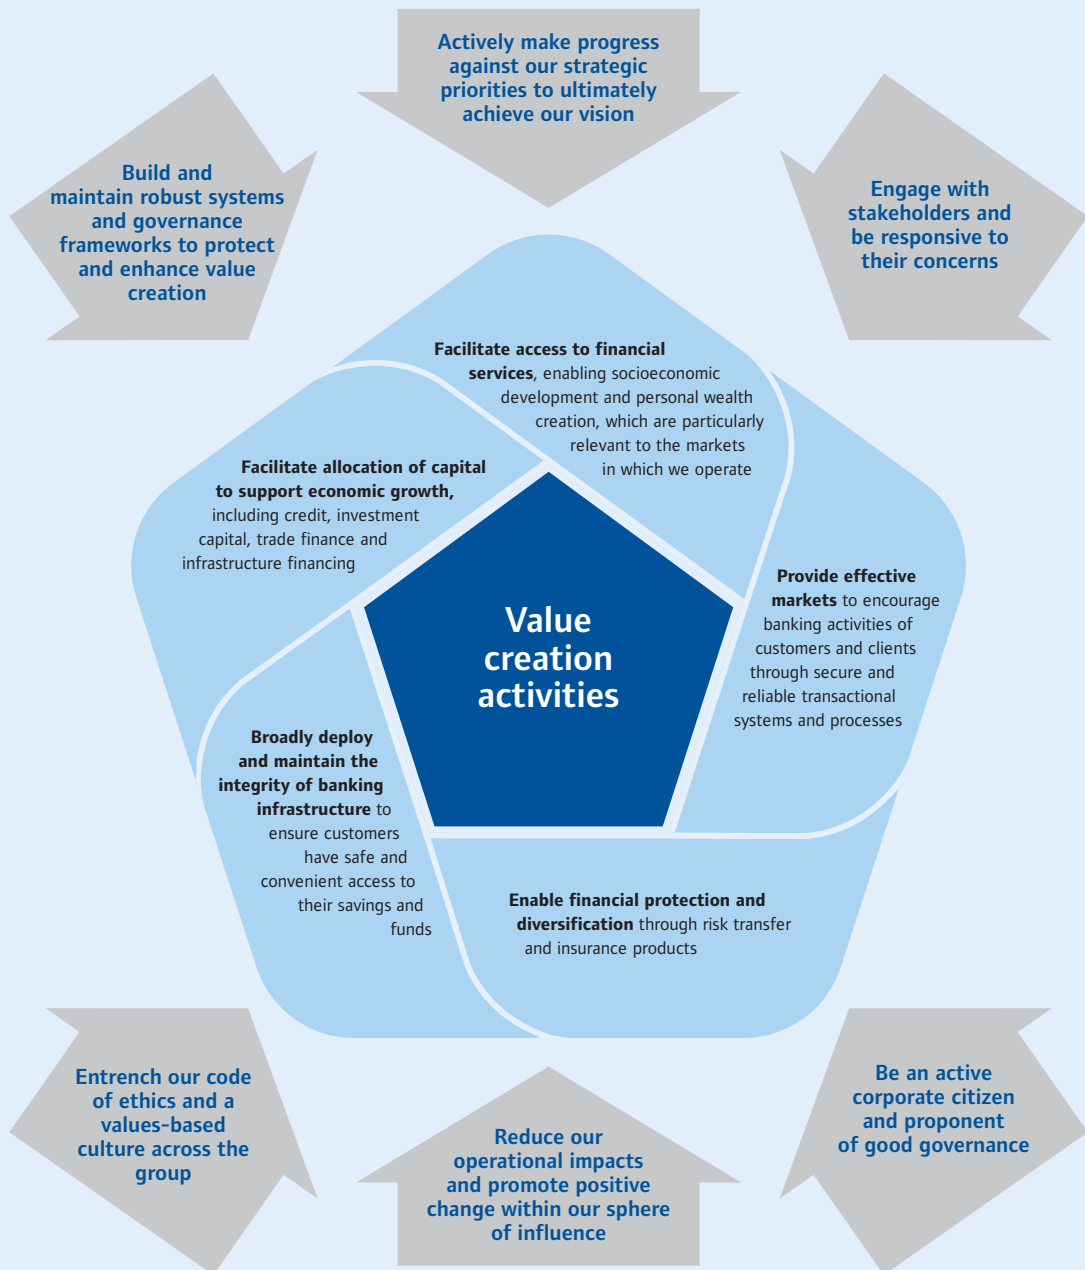 Actively make progress
against our strategic
priorities to ultimately
achieve our vision
Build and
maintain robust systems
and governance
frameworks to protect
and enhance value
creation
Engage with
stakeholders and
be responsive to
their concerns
Facilitate access to financial
services, enabling socioeconomic
development and personal wealth
creation, which are particularly
relevant to the markets
in which we operate
Facilitate allocation of capital
to support economic growth,
including credit, investment
capital, trade finance and
infrastructure financing
Provide effective
markets to encourage
banking activities of
customers and clients
through secure and
reliable transactional
systems and processes
Value
creation
activities
Broadly deploy
and maintain the
integrity of banking
infrastructure to
ensure customers
have safe and
convenient access to
their savings and
funds
Enable financial protection and
diversification through risk transfer
and insurance products
Entrench our code
of ethics and a
values-based
culture across the
group
Reduce our
operational impacts
and promote positive
change within our sphere
of influence
Be an active
corporate citizen
and proponent
of good governance